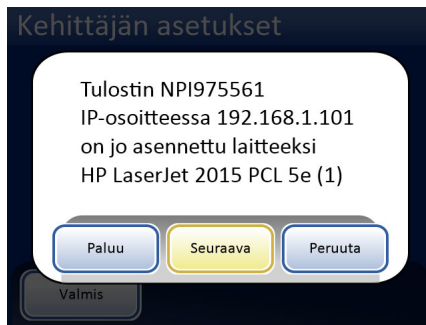 Kehittäjän asetukset
Tulostin NPI975561
IP-osoitteessa 192.168.1.101
on jo asennettu laitteeksi
HP LaserJet 2015 PCL 5e (1)
Paluu
Seuraava
Peruuta
Valmis